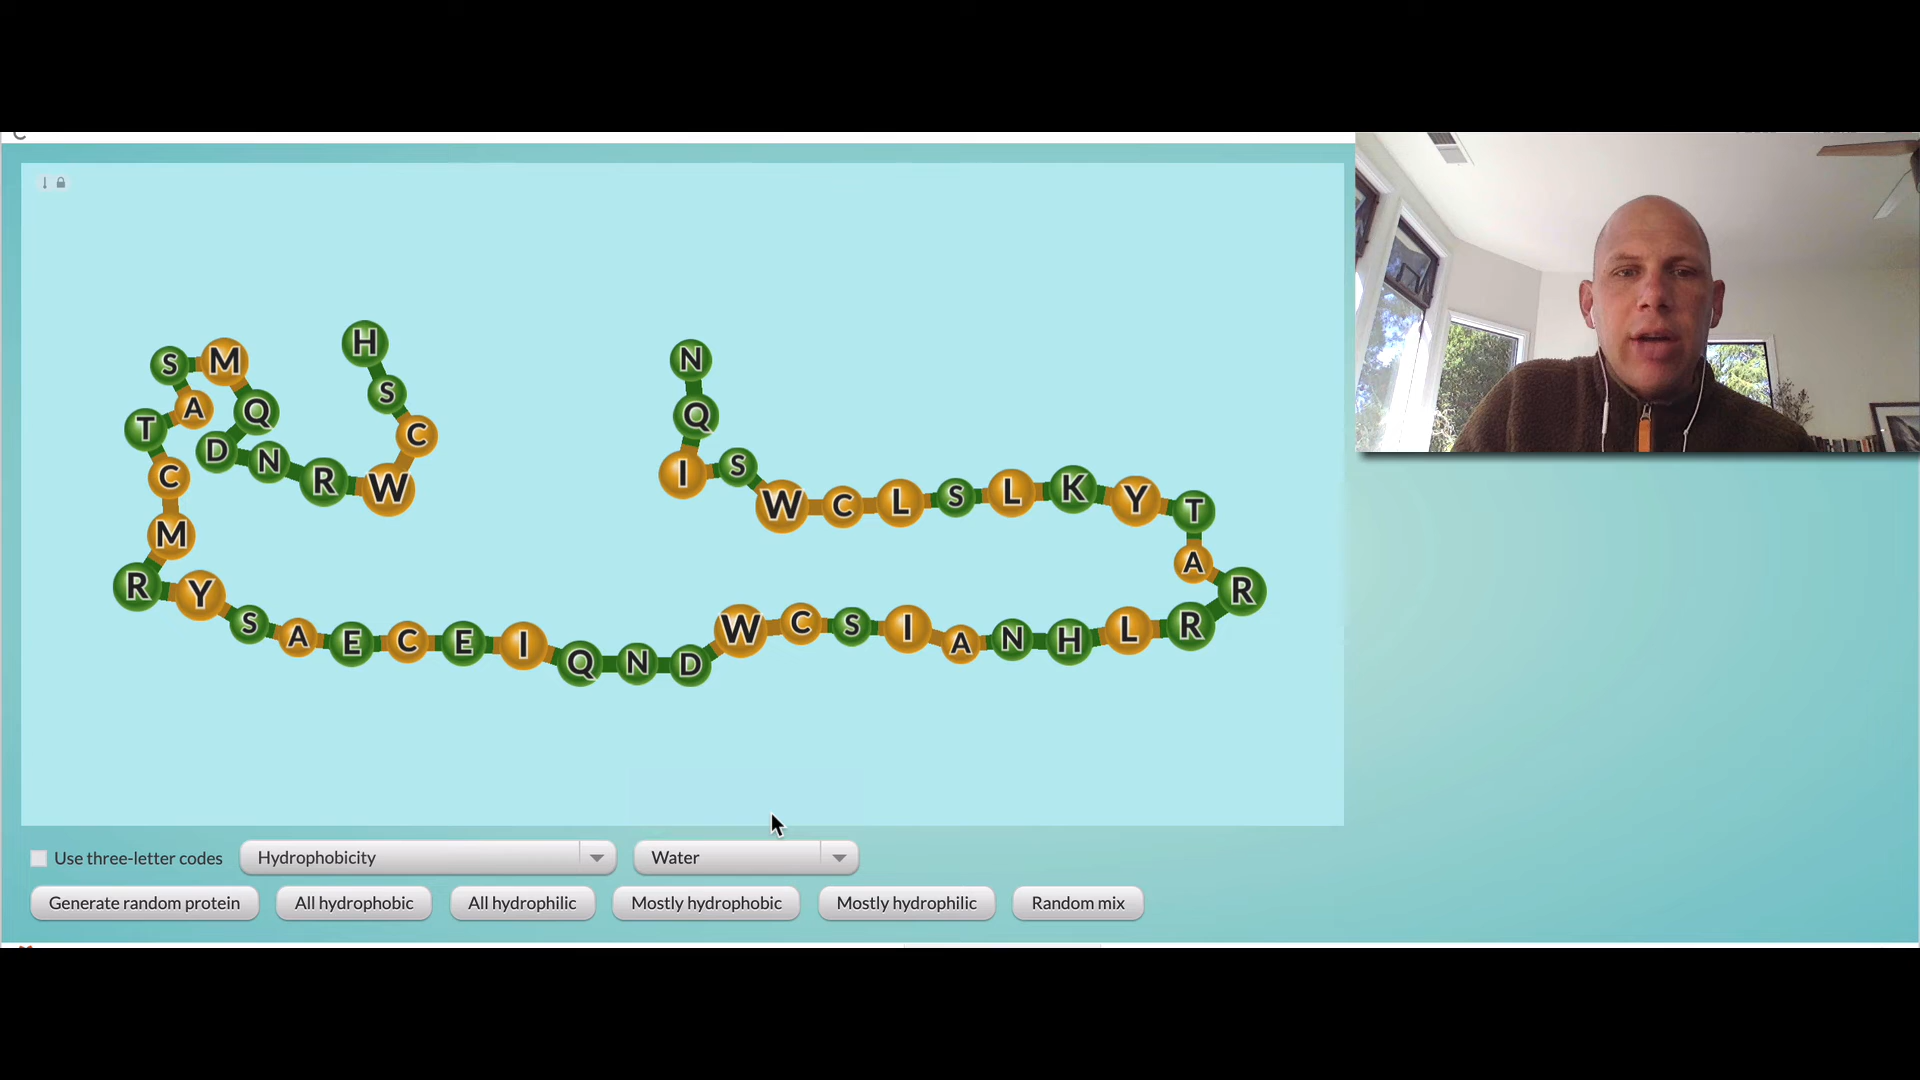 H
S M
N
S
A Q
T
Q
C
D N
S
C
I
R W
W C L S L K Y T
M
A
R
R Y
S A E C E I Q N D W C S I A N H L R
Use three-letter codes Hydrophobicity Water
Generate random protein All hydrophobic All hydrophilic Mostly hydrophobic Mostly hydrophilic Random mix